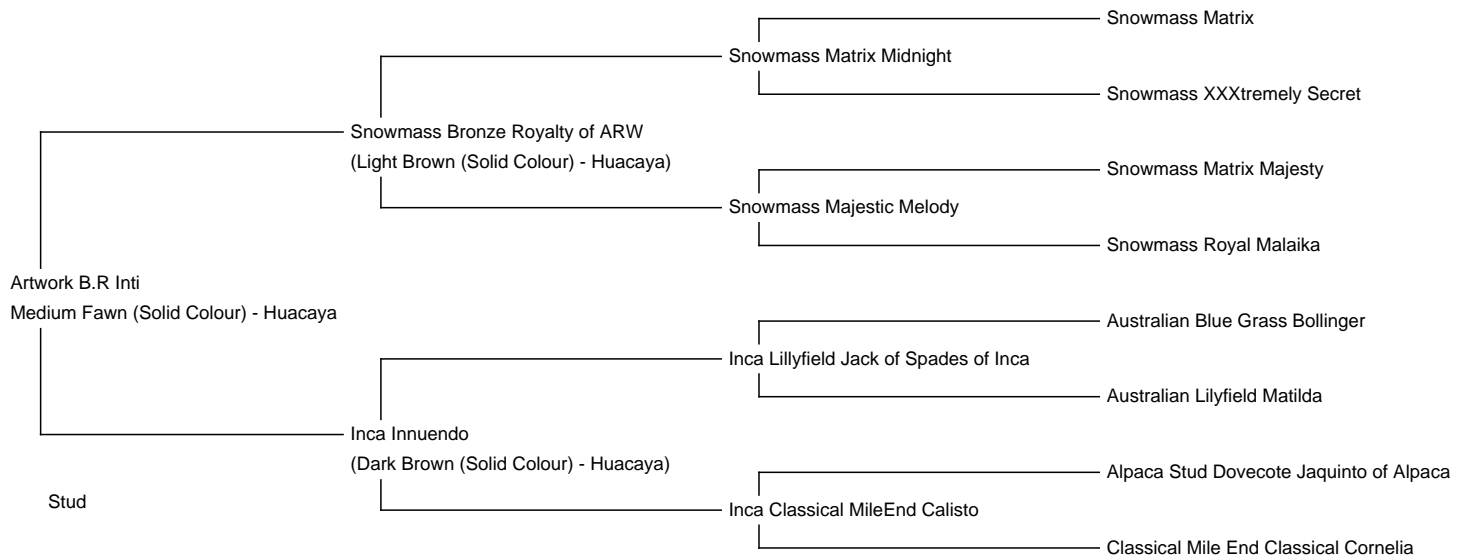 Snowmass Matrix
Snowmass Matrix Midnight
Snowmass XXXtremely Secret
Snowmass Bronze Royalty of ARW
(Light Brown (Solid Colour) - Huacaya)
Snowmass Matrix Majesty
Snowmass Majestic Melody
Snowmass Royal Malaika
Artwork B.R Inti
Medium Fawn (Solid Colour) - Huacaya
Australian Blue Grass Bollinger
Inca Lillyfield Jack of Spades of Inca
Australian Lilyfield Matilda
Inca Innuendo
(Dark Brown (Solid Colour) - Huacaya)
Alpaca Stud Dovecote Jaquinto of Alpaca
Stud
Inca Classical MileEnd Calisto
Classical Mile End Classical Cornelia